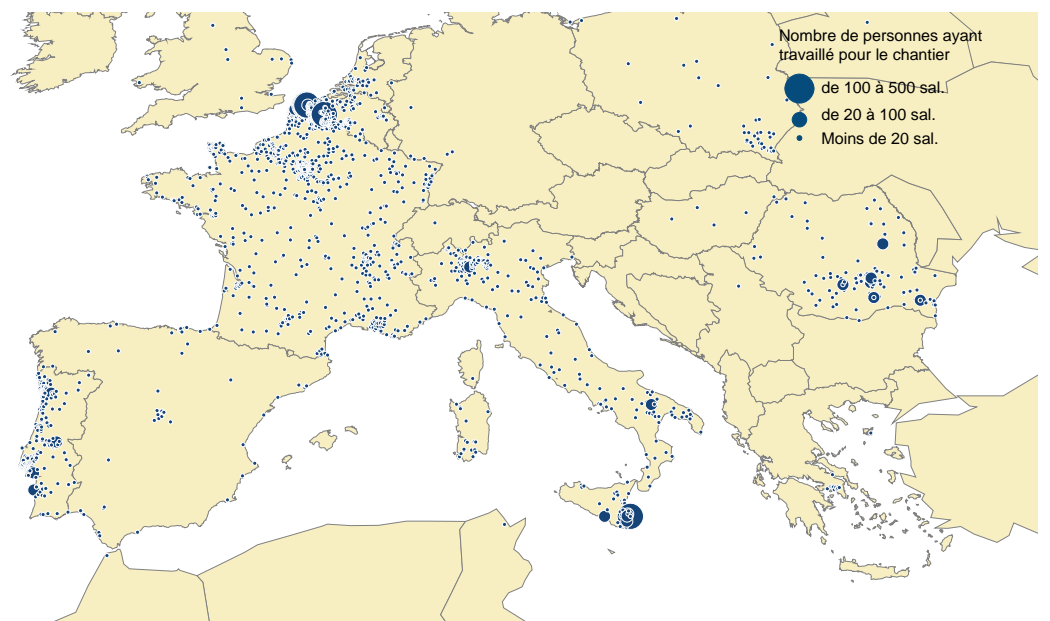 Nombre de personnes ayant
travaillé pour le chantier
de 100 à 500 sal.
de 20 à 100 sal.
Moins de 20 sal.